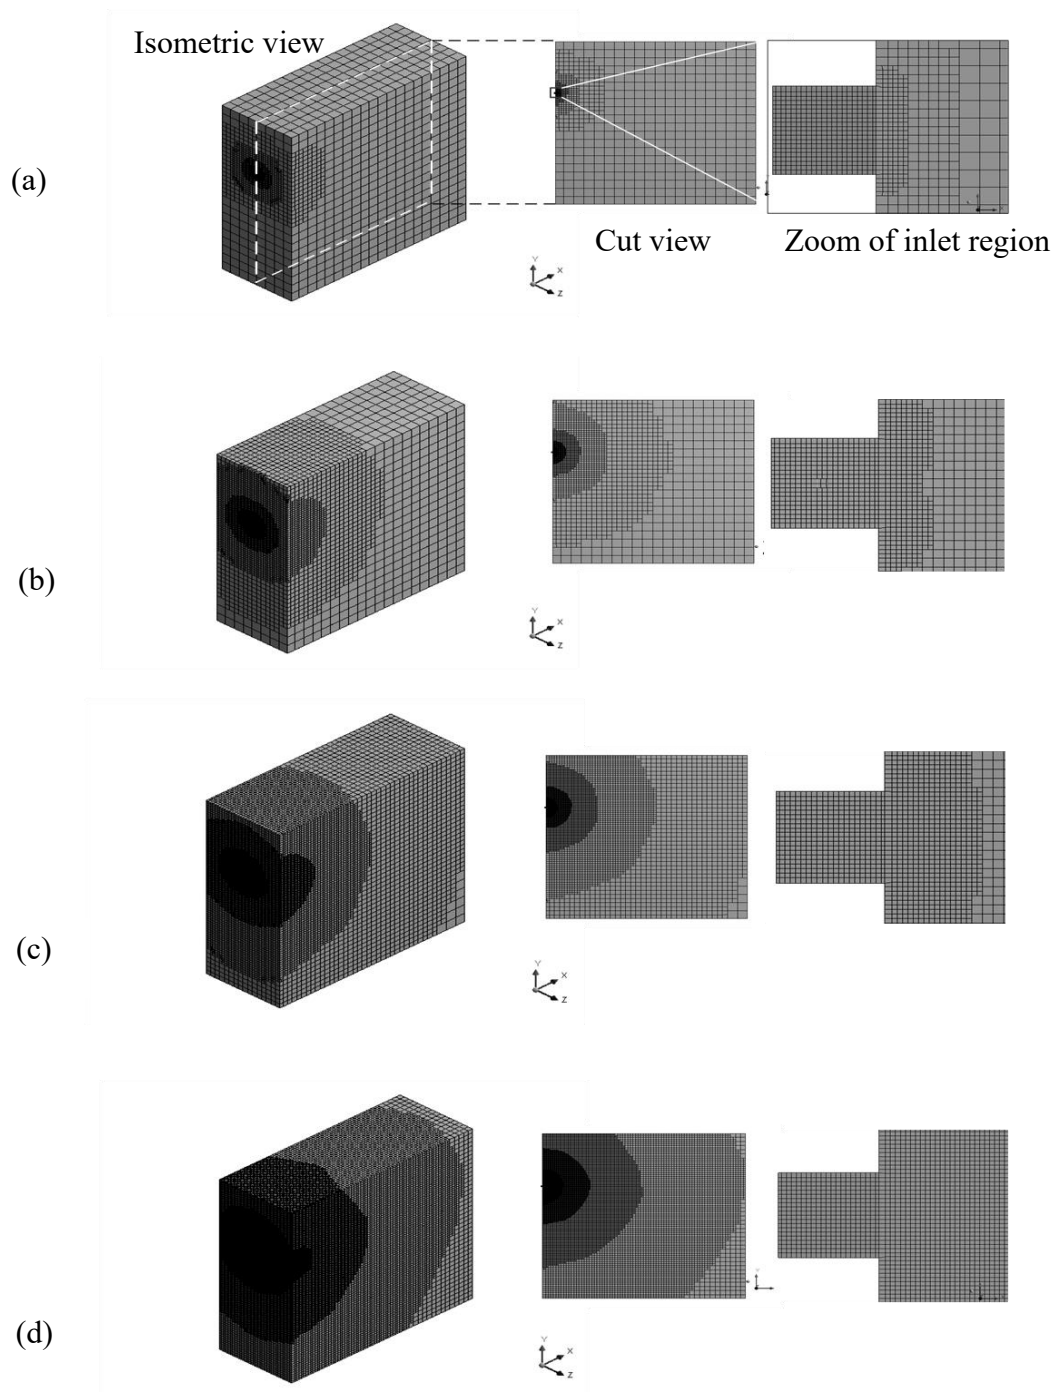 Isometric view
(a)
Cut view
Zoom of inlet region
Y
X
Z
(b)
Y
X
Z
(c)
Y
X
Z
(d)
Y
X
Z